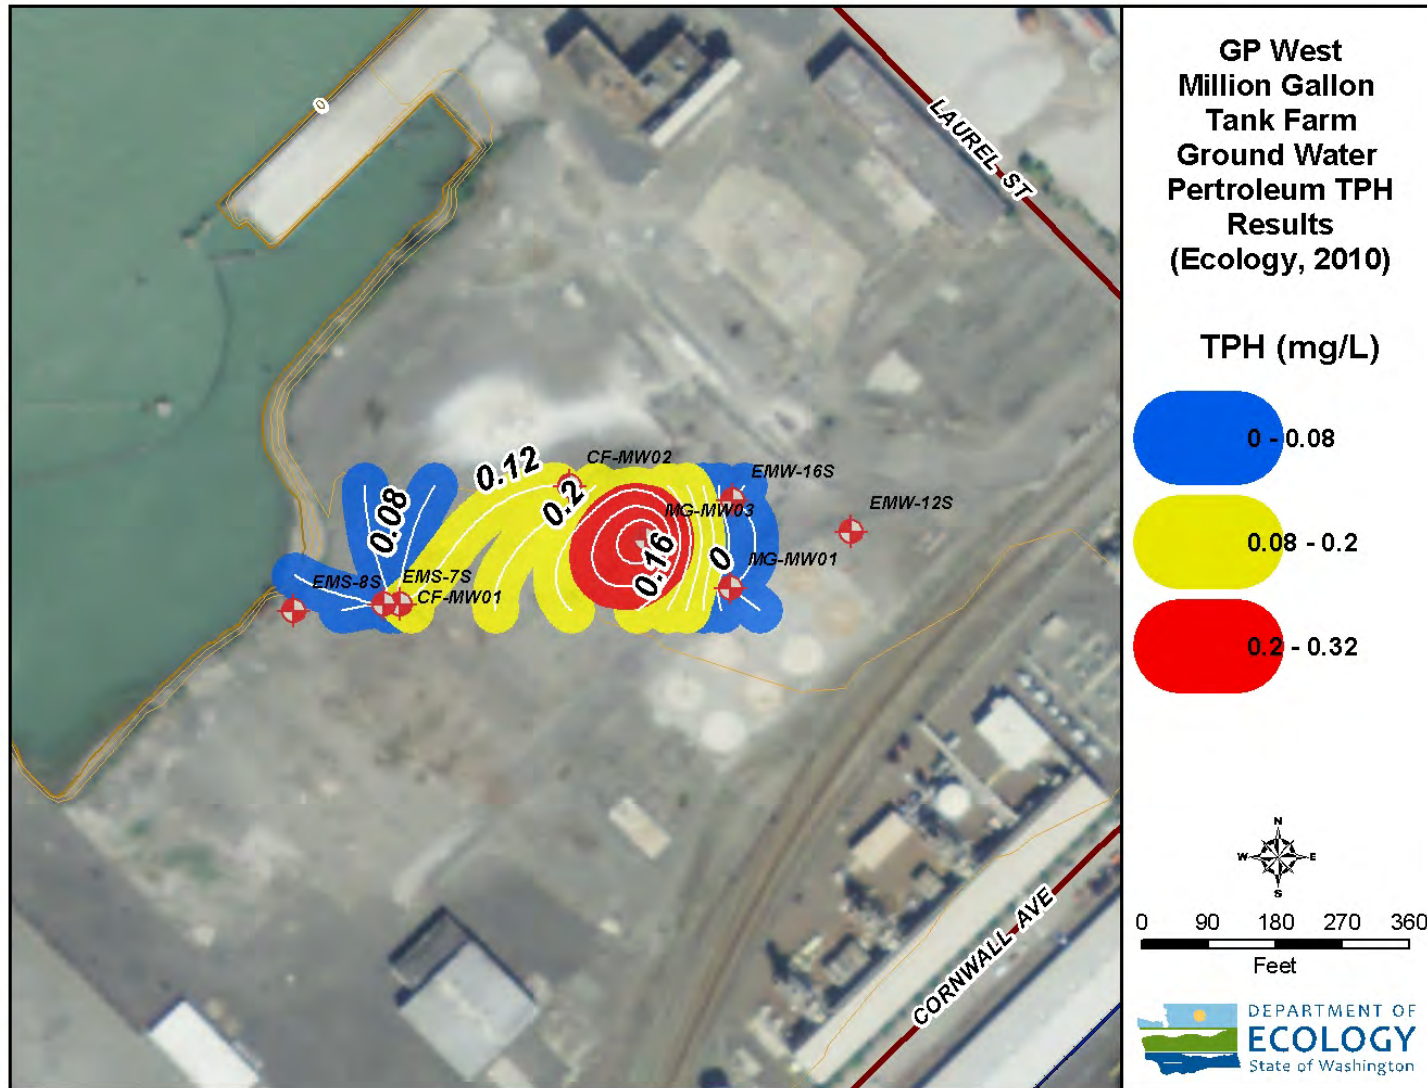 GP West
Million Gallon
Tank Farm
Ground Water
Pertroleum TPH
Results
(Ecology, 2010)
TPH (mg/L)
0 - 0.08
0.08 - 0.2
0.2 - 0.32
N
W E
S
0 90 180 270 360
Feet
DEPARTMENT OF
ECOLOGY
State of Washington
0
LAUREL ST
CF-MW02
0.12
EMW-16S
0.08
0.2
MG-MW03
EMW-12S
0.16
0
MG-MW01
EMS-8S
EMS-7S
CF-MW01
CORNWALL AVE